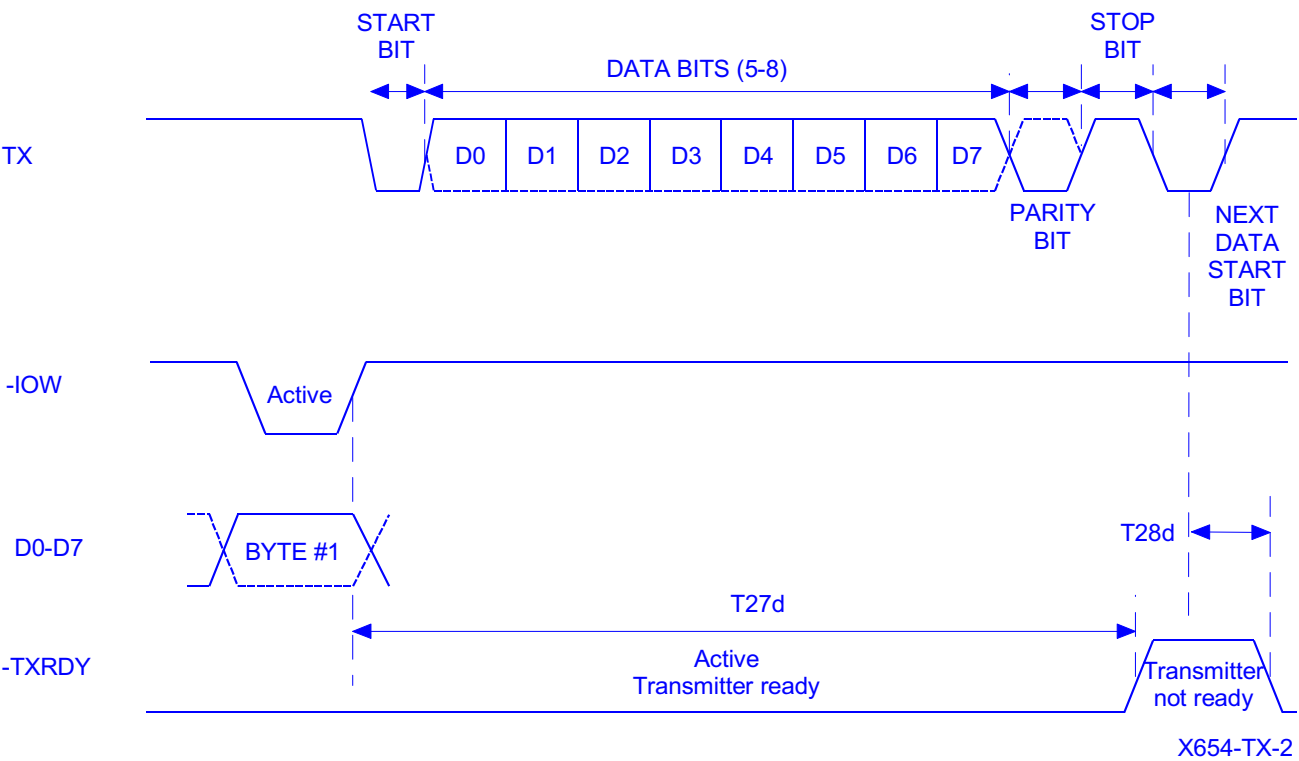 START
BIT
STOP
BIT
DATA BITS (5-8)
TX
D0 D1 D2 D3 D4 D5 D6 D7
PARITY
BIT
NEXT
DATA
START
BIT
-IOW
Active
D0-D7
BYTE #1
T28d
T27d
-TXRDY
Active
Transmitter ready
Transmitter
not ready
X654-TX-2